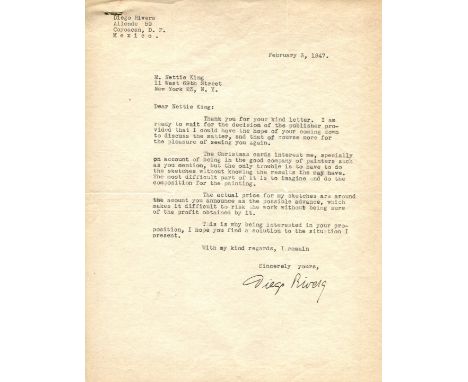 Diego Rivera
Allende 59
Coyoacan, D. F.
Mexico.
February 3, 1947.
M. Nettie King
11 West 69th Street
New York 23, N. Y.
Dear Nettie King:
Thank you for your kind letter. I am
ready to wait for the decision of the publisher pro-
vided that I could have the hope of your coming down
to discuss the matter, and that of course more for
the pleasure of seeing you again.
The Christmas cards interest me, specially
on account of being in the good company of painters such
as you mention, but the only trouble is to have to do
the sketches without knowing the results the may have.
The most difficult part of it is to imagine and do the
composition for the painting.
The actual price for my sketches are around
the account you announce as the possible advance, which
makes it difficult to risk the work without being sure
of the profit obtained by it.
This is why being interested in your pro-
position, I hope you find a solution to the situation I
present.
With my kind regards, I remain
Sincerely yours,
Diego Rivera